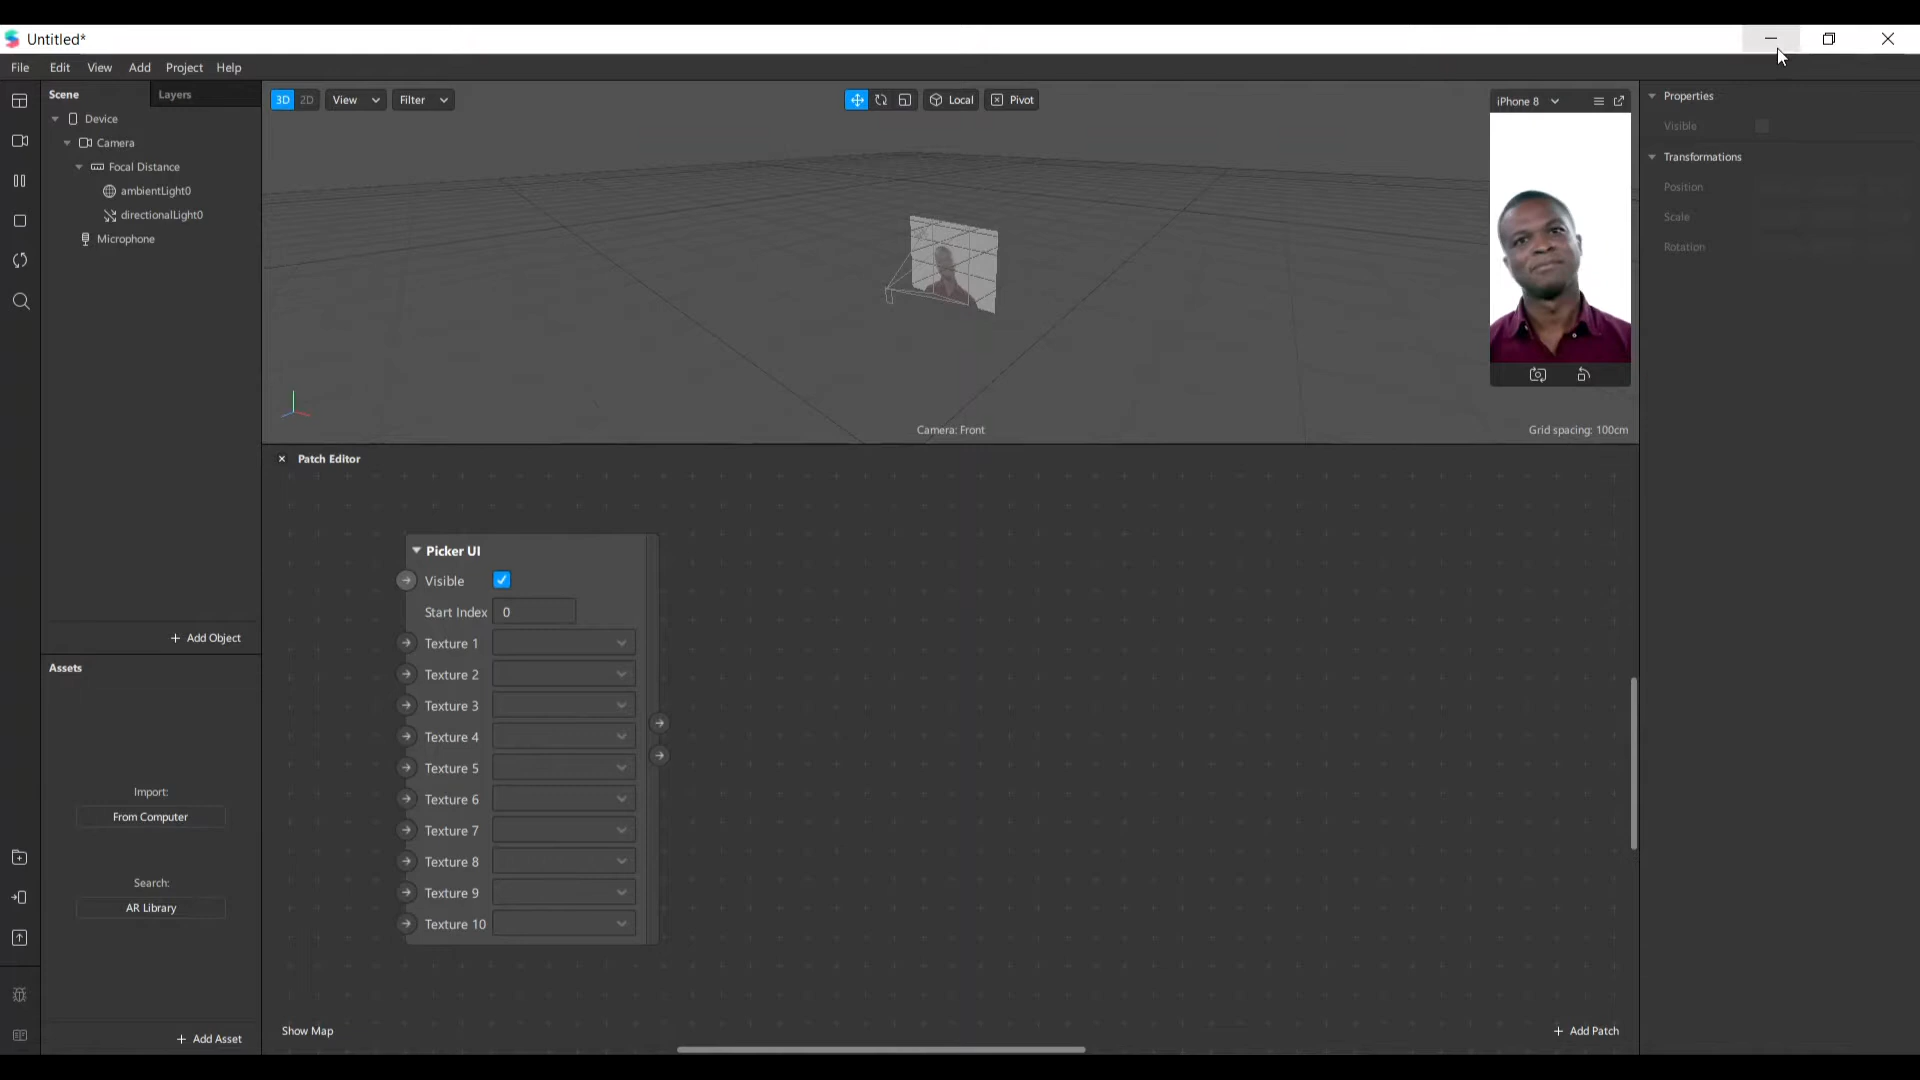 Untitled*
File Edit View Add Project Help
Scene Layers
Device
Camera
Focal Distance
ambientLight0
directionalLight0
Microphone
+ Add Object
Assets
Import:
From Computer
Search:
AR Library
+ Add Asset
3D 2D View Filter Local Pivot
iPhone 8
Camera: Front
Grid spacing: 100cm
× Patch Editor
Picker UI
Visible
Start Index 0
Texture 1
Texture 2
Texture 3
Texture 4
Texture 5
Texture 6
Texture 7
Texture 8
Texture 9
Texture 10
Show Map
+ Add Patch
Properties
Visible
Transformations
Position
Scale
Rotation